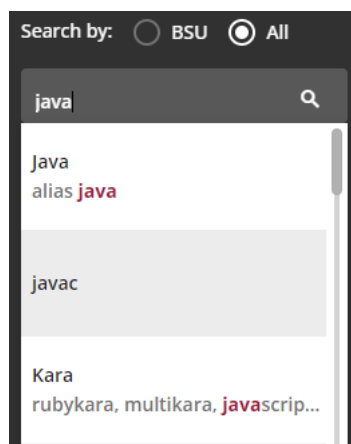 Search by: BSU All
java
Java
alias java
javac
Kara
rubykara, multikara, javascrip...